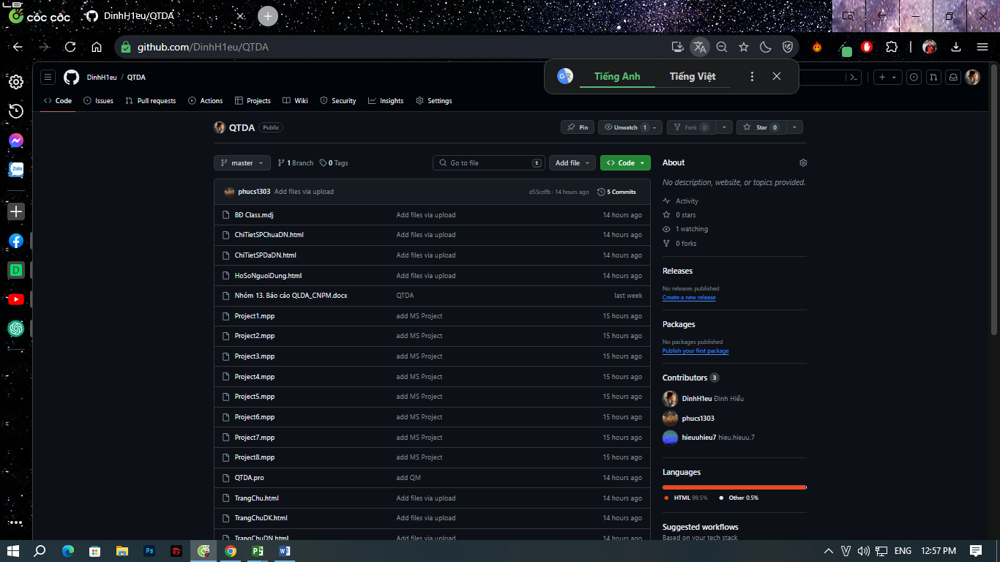 cốc cốc
DinhH1eu/QTDA
github.com/DinhH1eu/QTDA
Tiếng Anh Tiếng Việt
DinhH1eu / QTDA
Code Issues Pull requests Actions Projects Wiki Security Insights Settings
QTDA Public Pin Unwatch 1 Fork 0 Star 0
master 1 Branch 0 Tags Go to file t Add file Code
phucs1303 Add files via upload d55cdfb · 14 hours ago 5 Commits
BĐ Class.mdj Add files via upload 14 hours ago
ChiTietSPChuaDN.html Add files via upload 14 hours ago
ChiTietSPDaDN.html Add files via upload 14 hours ago
HoSoNguoiDung.html Add files via upload 14 hours ago
Nhóm 13. Báo cáo QLDA_CNPM.docx QTDA last week
Project1.mpp add MS Project 15 hours ago
Project2.mpp add MS Project 15 hours ago
Project3.mpp add MS Project 15 hours ago
Project4.mpp add MS Project 15 hours ago
Project5.mpp add MS Project 15 hours ago
Project6.mpp add MS Project 15 hours ago
Project7.mpp add MS Project 15 hours ago
Project8.mpp add MS Project 15 hours ago
QTDA.pro add QM 14 hours ago
TrangChu.html Add files via upload 14 hours ago
TrangChuDK.html Add files via upload 14 hours ago
TrangChuDN.html Add files via upload 14 hours ago
About
No description, website, or topics provided.
Activity
0 stars
1 watching
0 forks
Releases
No releases published
Create a new release
Packages
No packages published
Publish your first package
Contributors 3
DinhH1eu Đinh Hiếu
phucs1303
hieuuhieu7 hieu.hieuu.7
Languages
HTML 99.5% Other 0.5%
Suggested workflows
Based on your tech stack
Zalo
D
Ps
ENG 12:57 PM